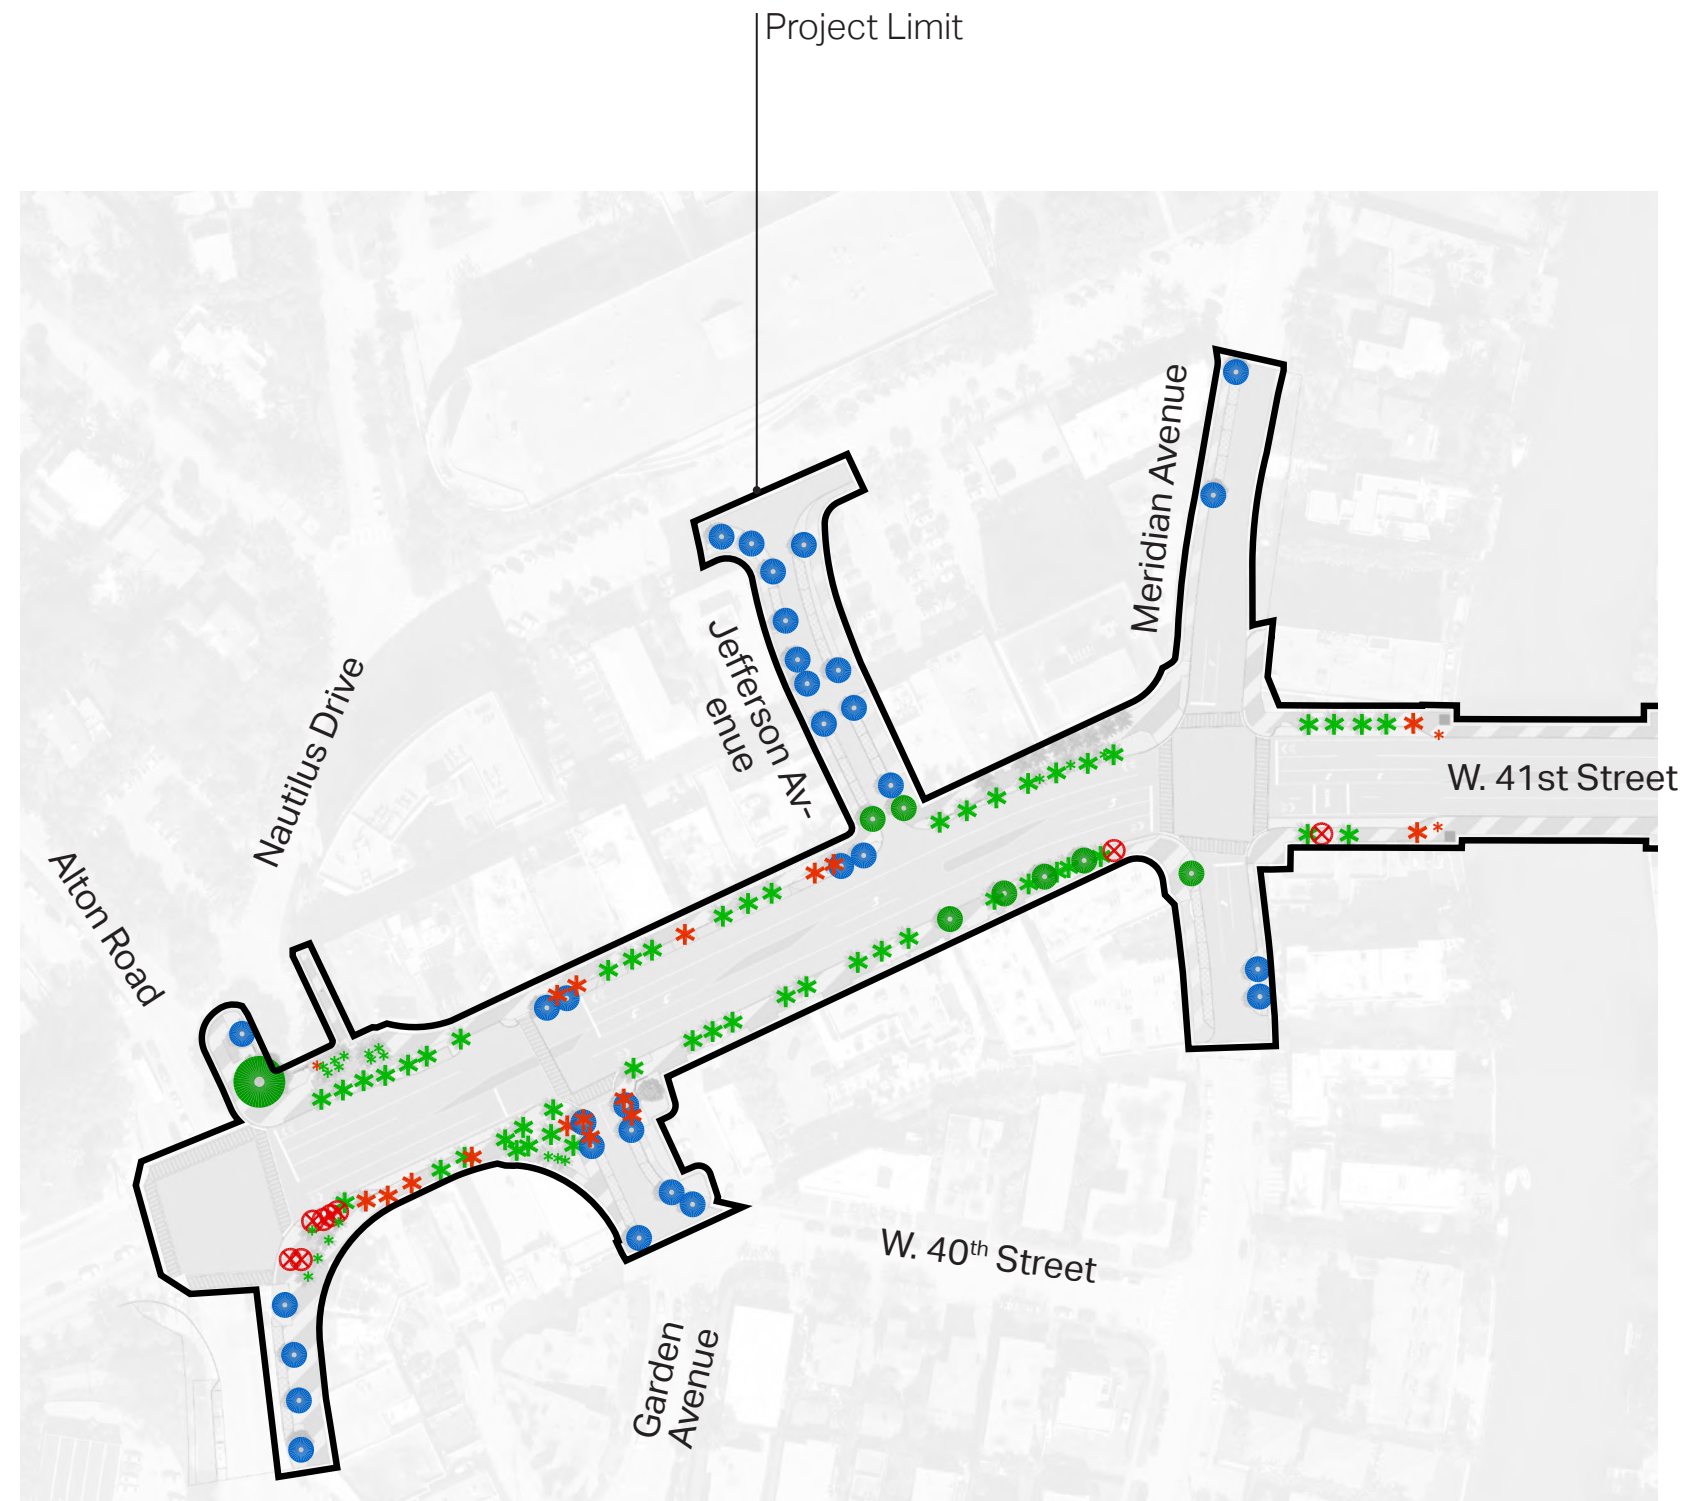 Project Limit
Meridian Avenue
Jefferson Av-
enue
Nautilus Drive
W. 41st Street
Alton Road
W. 40th Street
Garden
Avenue